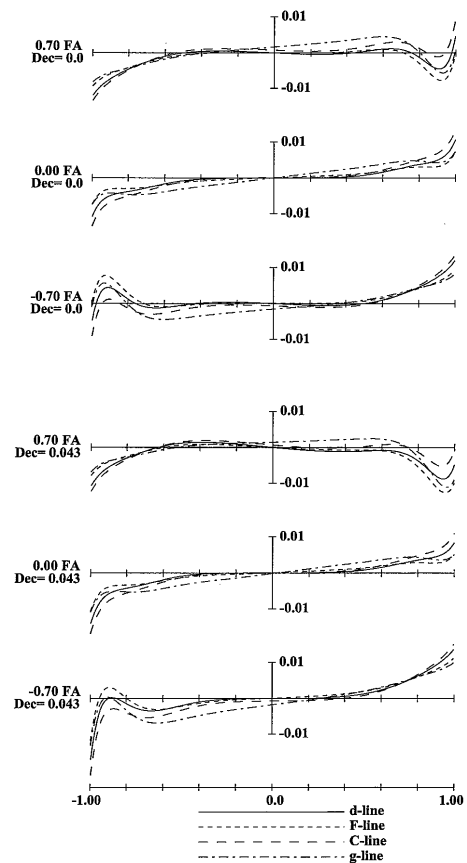 0.01
0.70 FA
Dec= 0.0
-0.01
0.01
0.00 FA
Dec= 0.0
-0.01
0.01
-0.70 FA
Dec= 0.0
-0.01
0.01
0.70 FA
Dec= 0.043
-0.01
0.01
0.00 FA
Dec= 0.043
-0.01
0.01
-0.70 FA
Dec= 0.043
-0.01
-1.00 0.0 1.00
d-line
F-line
C-line
g-line